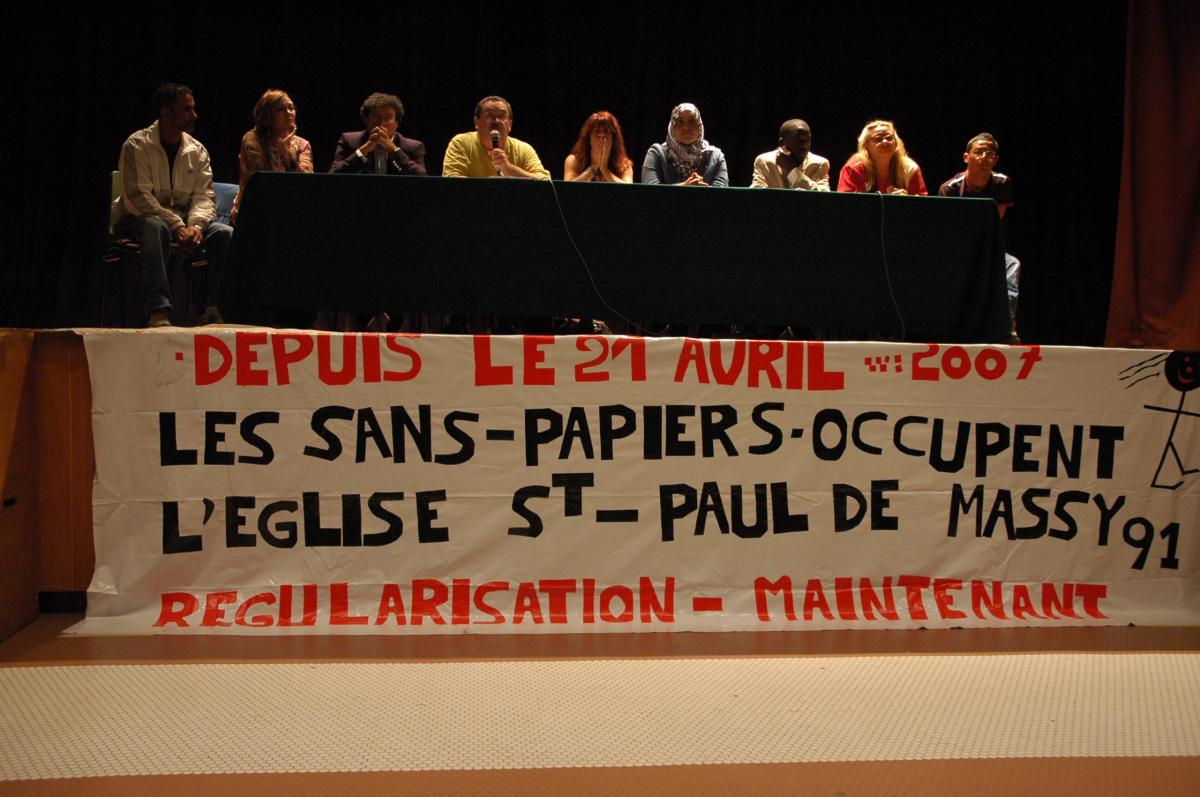 ·DEPUIS LE 21 AVRIL 2007
LES SANS-PAPIERS·OCCUPENT
L'EGLISE ST-PAUL DE MASSY 91
REGULARISATION-MAINTENANT